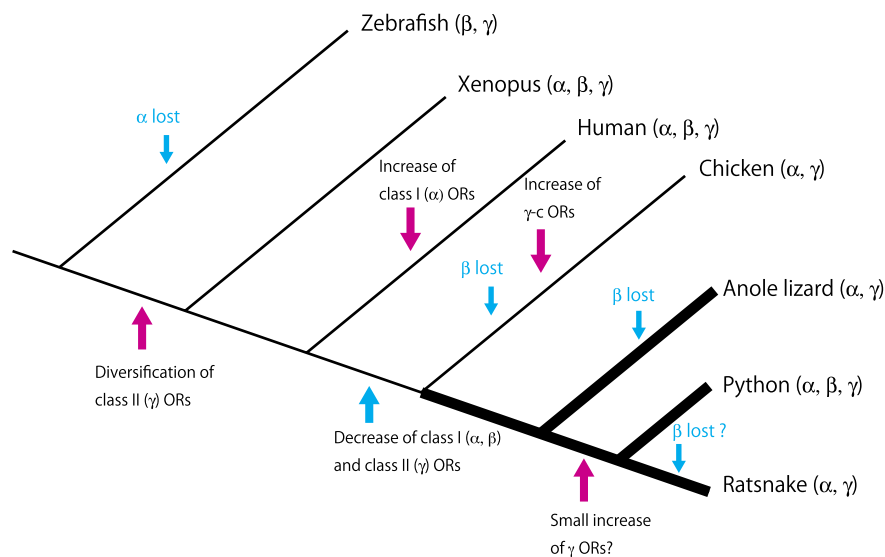 Zebrafish (β, γ)
Xenopus (α, β, γ)
α lost
Human (α, β, γ)
Increase of
class I (α) ORs
Increase of
γ-c ORs
Chicken (α, γ)
β lost
β lost
Anole lizard (α, γ)
Diversification of
class II (γ) ORs
Python (α, β, γ)
Decrease of class I (α, β)
and class II (γ) ORs
β lost ?
Ratsnake (α, γ)
Small increase
of γ ORs?